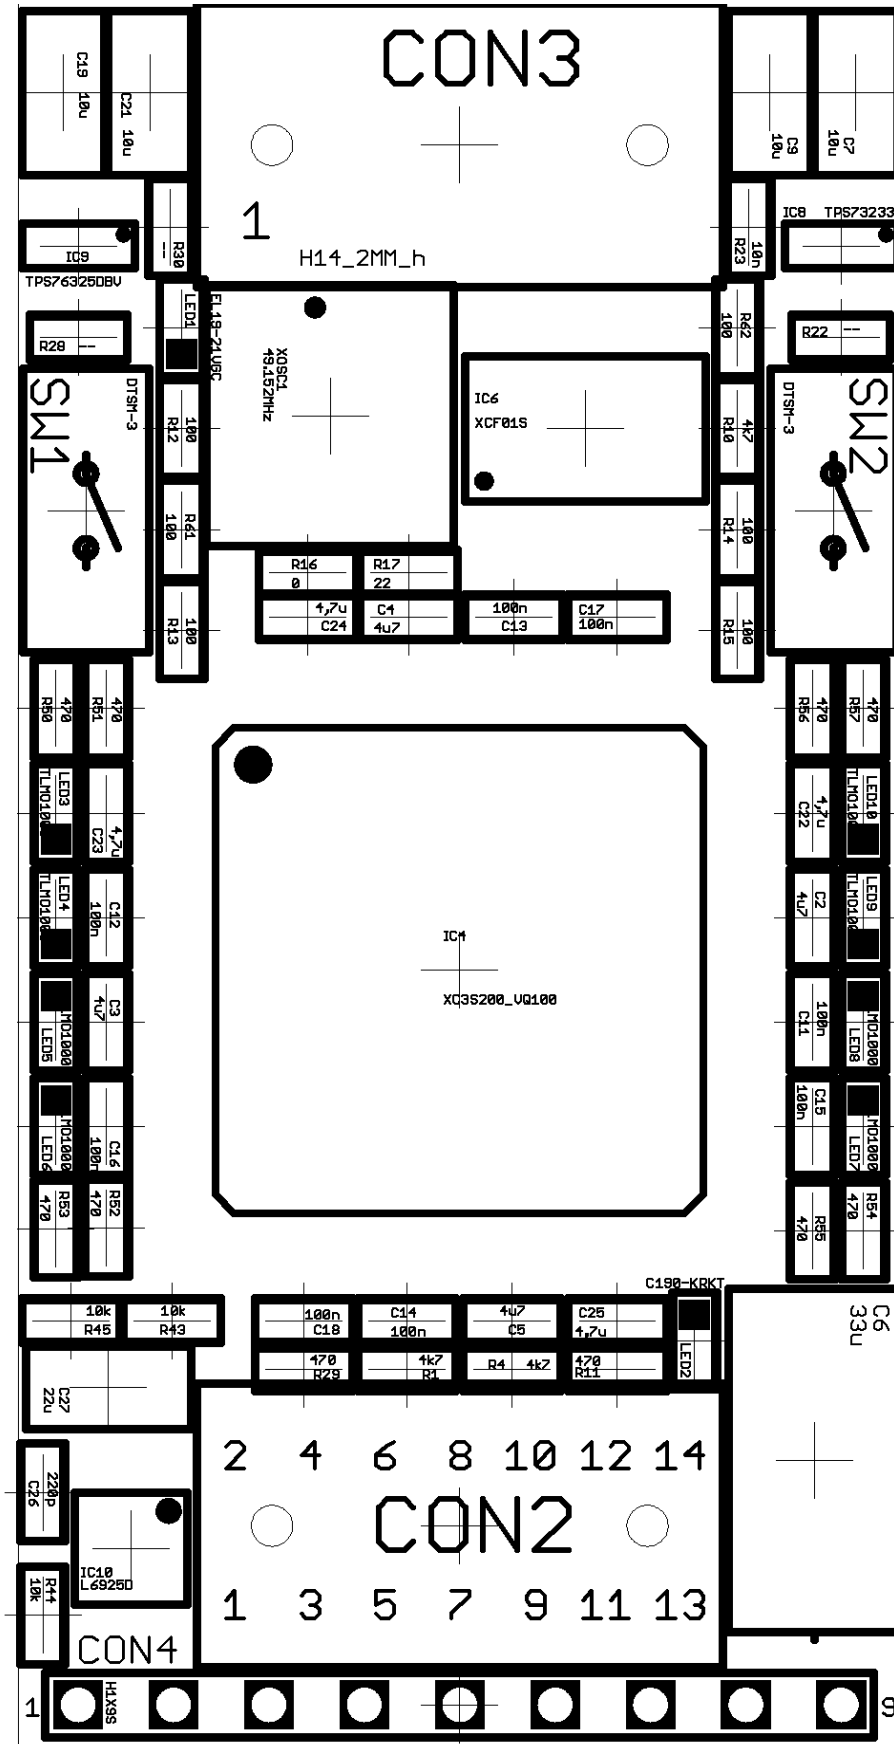 CON3
C19 10u
C21 10u
C9
10u
C7
10u
1
H14_2MM_h
R30
--
R23
10n
IC8 TPS73233
IC9
TPS76325DBV
LED1
EL19-21VGC
R28 --
R22 --
XOSC1
49.152MHz
R62
100
IC6
XCF01S
SW1
DTSM-3
SW2
DTSM-3
R12
100
R10
4k7
R61
100
R14
100
R13
100
R15
100
R16
0
R17
22
4,7u
C24
C4
4u7
100n
C13
C17
100n
R50
470
R51
470
R56
470
R57
470
LED3
C23
4,7u
C22
4,7u
LED10
LED4
C12
100n
C2
4u7
LED9
LED5
C3
4u7
C11
100n
LED8
LED6
C16
100n
C15
100n
LED7
R53
470
R52
470
R55
470
R54
470
IC4
XC3S200_VQ100
C190-KRKT
LED2
10k
R45
10k
R43
100n
C18
C14
100n
4u7
C5
C25
4,7u
470
R29
4k7
R1
R4 4k7
470
R11
C6
33u
C27
22u
220p
C26
2 4 6 8 10 12 14
CON2
1 3 5 7 9 11 13
IC10
L6925D
R44
10k
CON4
1
H1X9S
9